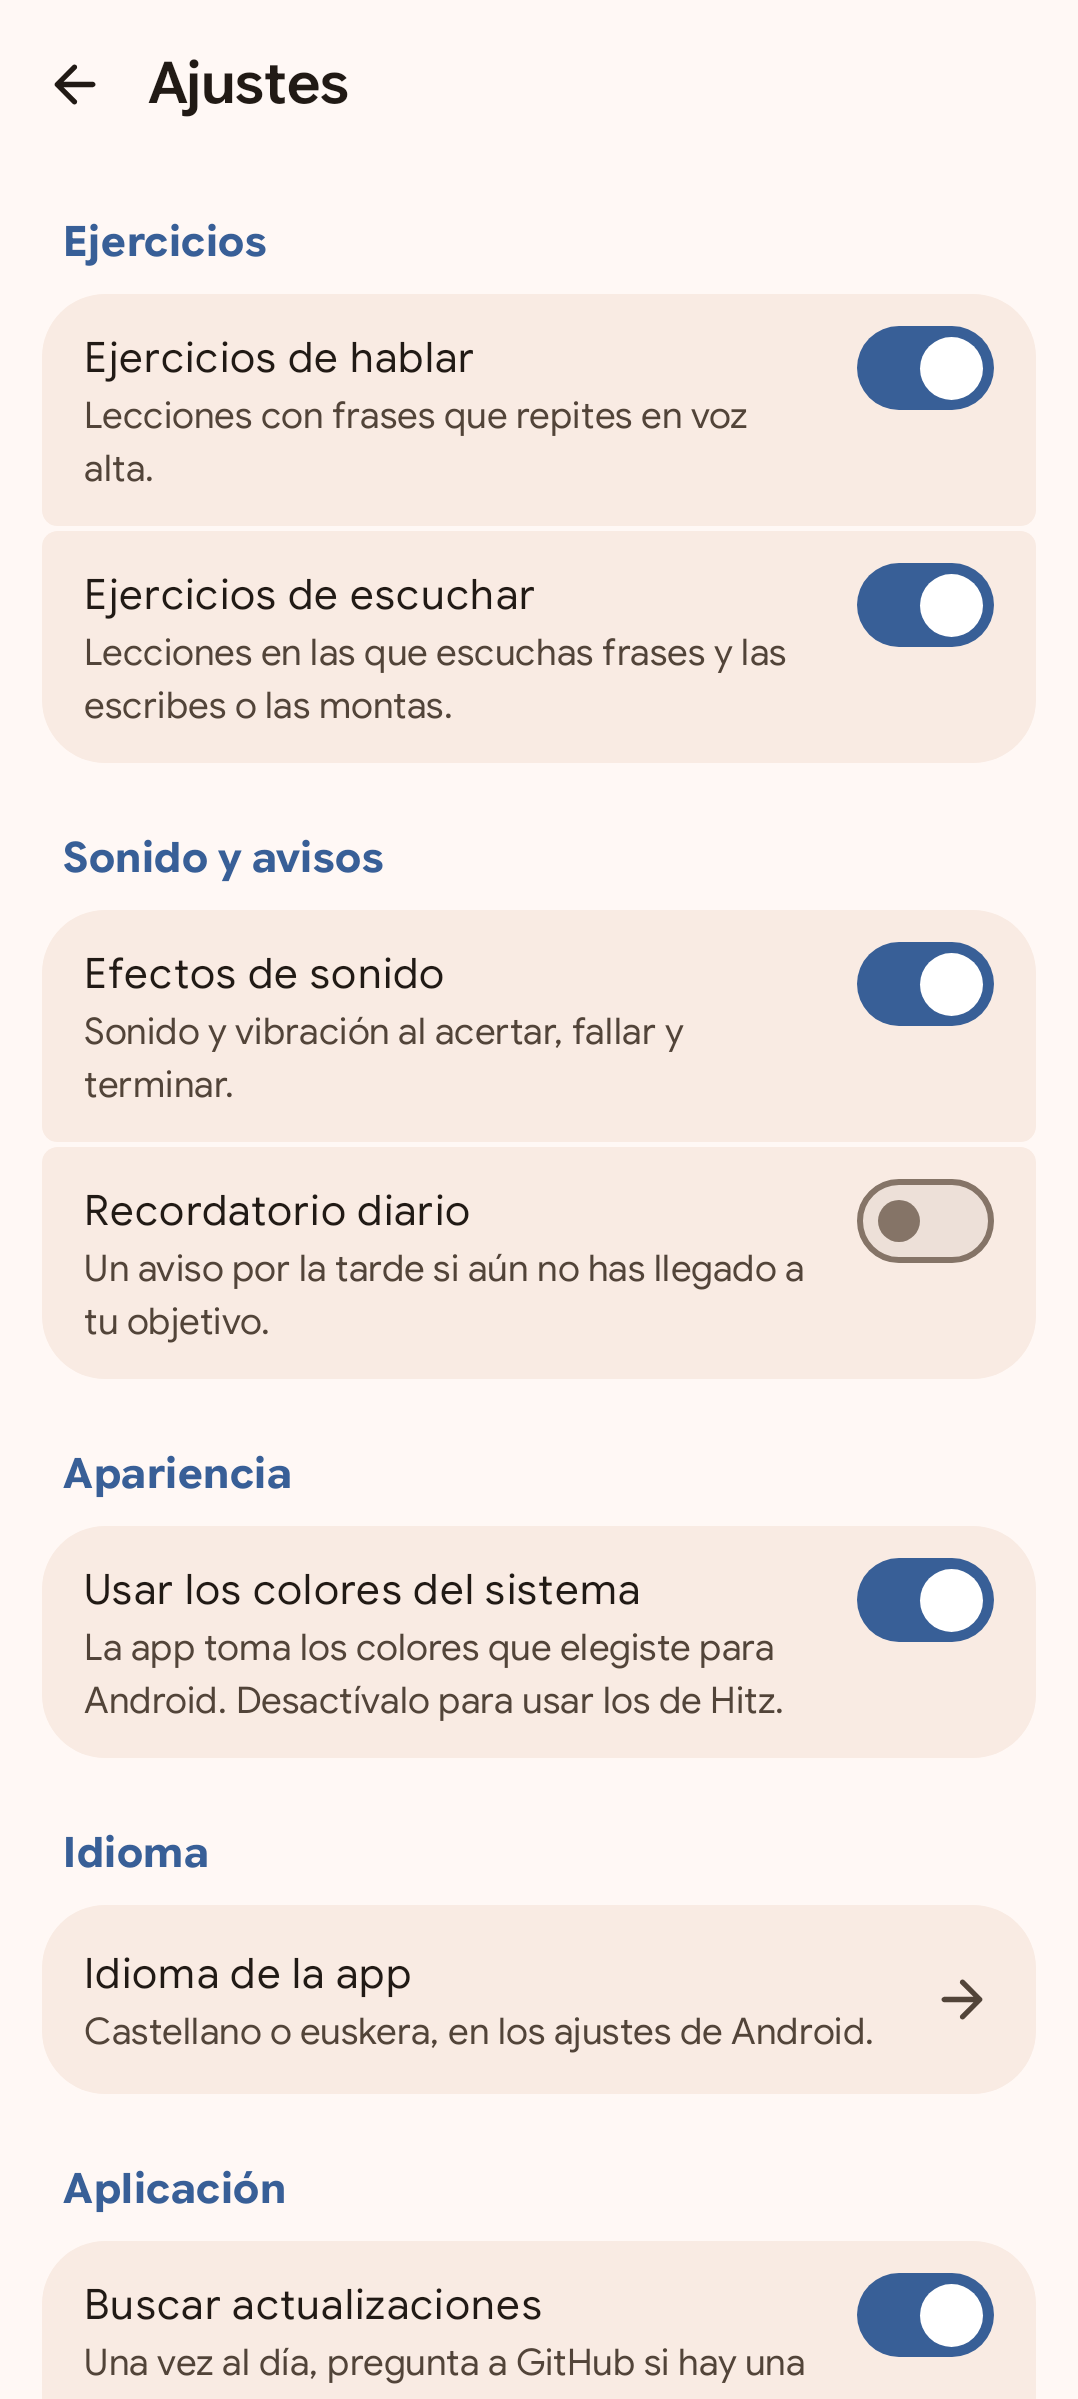 Ajustes
Ejercicios
Ejercicios de hablar
Lecciones con frases que repites en voz
alta.
Ejercicios de escuchar
Lecciones en las que escuchas frases y las
escribes o las montas.
Sonido y avisos
Efectos de sonido
Sonido y vibración al acertar, fallar y
terminar.
Recordatorio diario
Un aviso por la tarde si aún no has llegado a
tu objetivo.
Apariencia
Usar los colores del sistema
La app toma los colores que elegiste para
Android. Desactívalo para usar los de Hitz.
Idioma
Idioma de la app
Castellano o euskera, en los ajustes de Android.
Aplicación
Buscar actualizaciones
Una vez al día, pregunta a GitHub si hay una